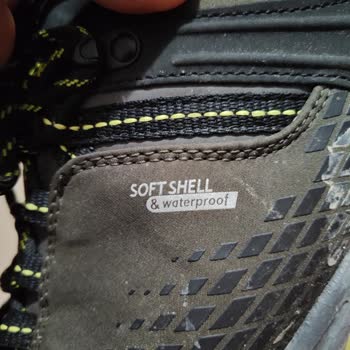 SOFT SHELL
& waterproof